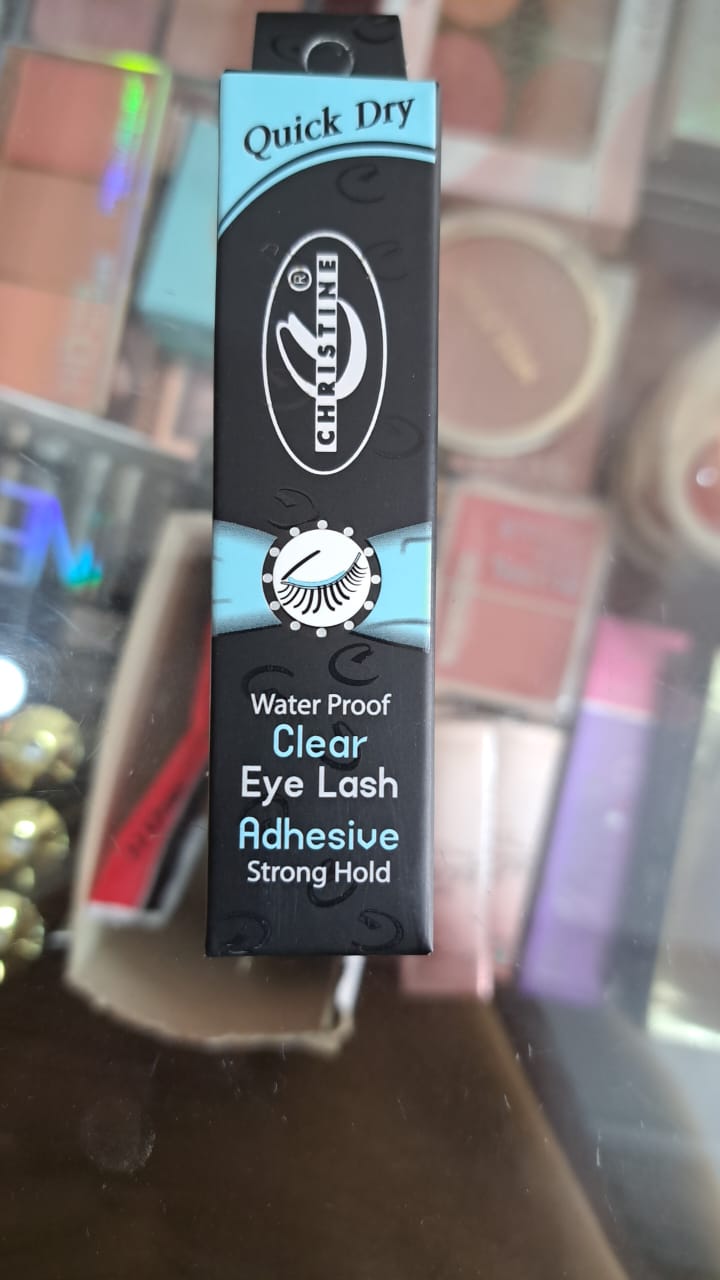 Quick Dry
CHRISTINE
®
Water Proof
Clear
Eye Lash
Adhesive
Strong Hold